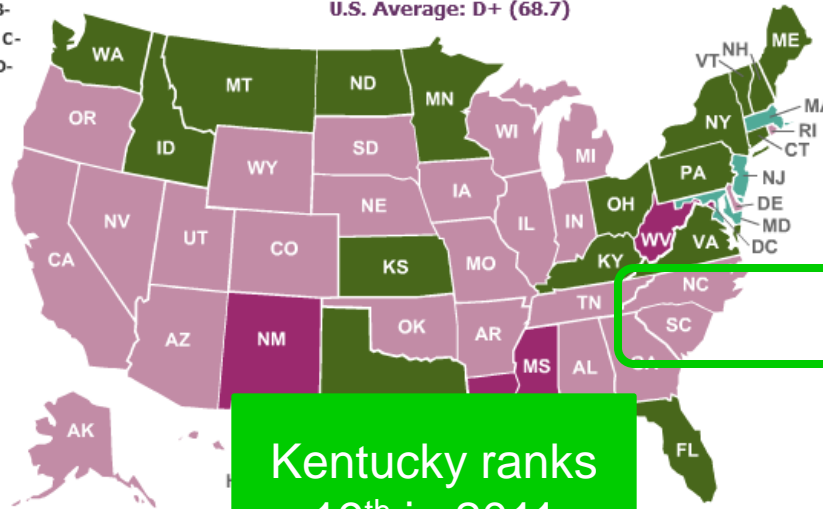 U.S. Average: D+ (68.7)
C-
WA
MT
ND
MN
OR
ID
WY
SD
WI
MI
VT
NH
ME
NY
RI
CT
PA
NJ
DE
MD
DC
NV
UT
CO
NE
IA
IL
IN
OH
WV
VA
CA
KS
MO
KY
NC
TN
SC
AZ
NM
OK
AR
MS
AL
GA
AK
FL
Kentucky ranks